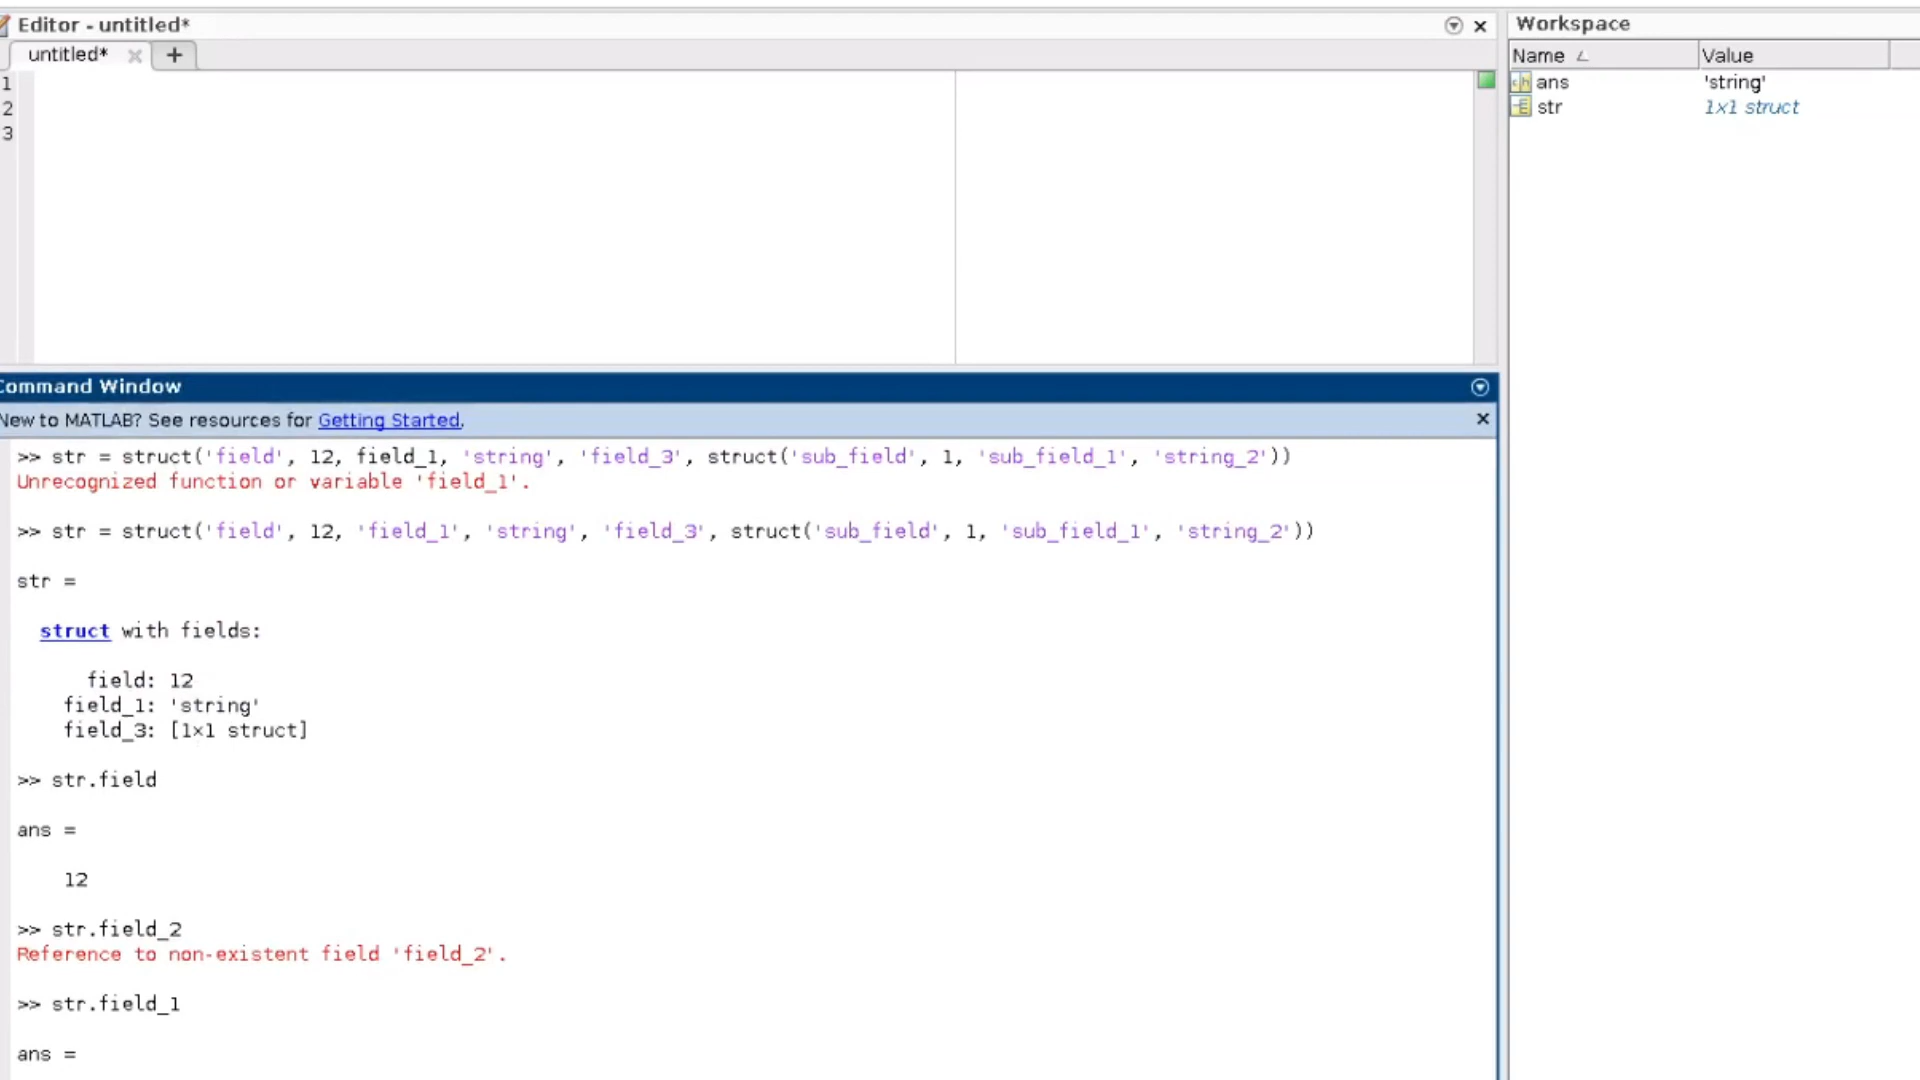 Editor - untitled*
untitled*
+
1
2
3
Workspace
Name
Value
ans
'string'
str
1x1 struct
Command Window
New to MATLAB? See resources for Getting Started.
>> str = struct('field', 12, field_1, 'string', 'field_3', struct('sub_field', 1, 'sub_field_1', 'string_2'))
Unrecognized function or variable 'field_1'.
>> str = struct('field', 12, 'field_1', 'string', 'field_3', struct('sub_field', 1, 'sub_field_1', 'string_2'))
str =
struct with fields:
field: 12
field_1: 'string'
field_3: [1×1 struct]
>> str.field
ans =
12
>> str.field_2
Reference to non-existent field 'field_2'.
>> str.field_1
ans =